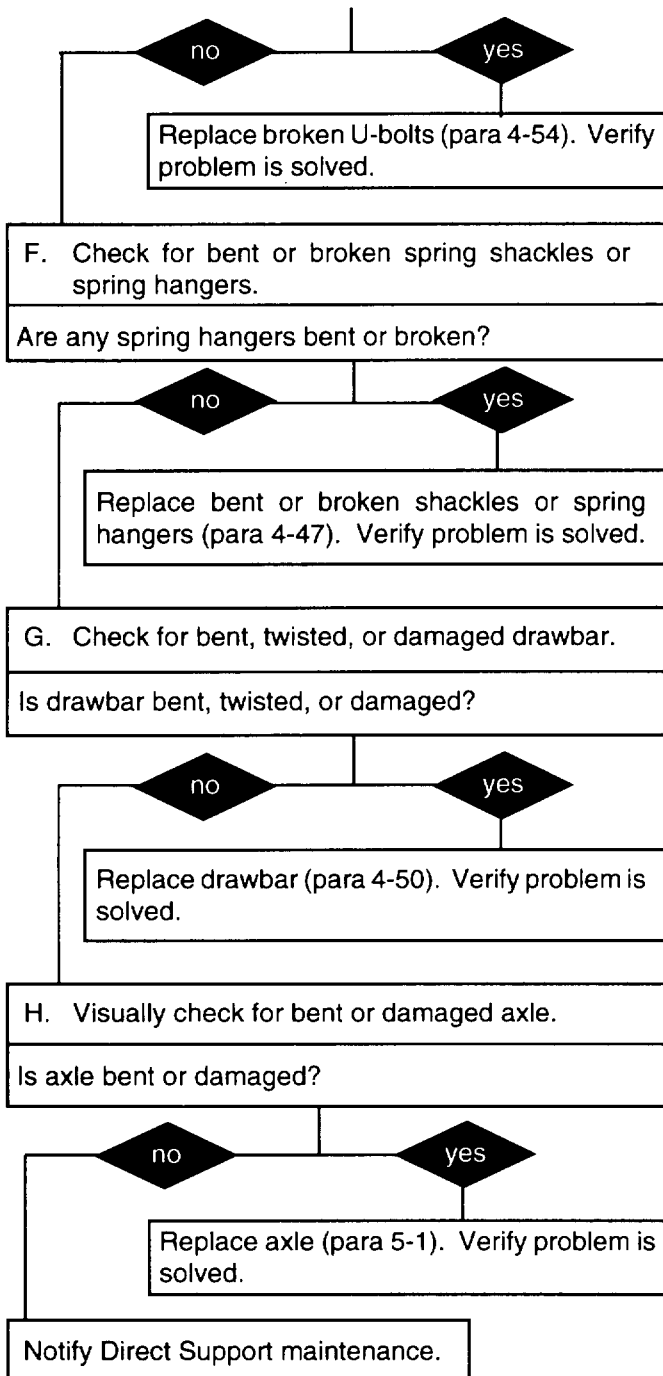 no
yes
Replace broken U-bolts (para 4-54). Verify
problem is solved.
F. Check for bent or broken spring shackles or
spring hangers.
Are any spring hangers bent or broken?
no
yes
Replace bent or broken shackles or spring
hangers (para 4-47). Verify problem is solved.
G. Check for bent, twisted, or damaged drawbar.
Is drawbar bent, twisted, or damaged?
no
yes
Replace drawbar (para 4-50). Verify problem is
solved.
H. Visually check for bent or damaged axle.
Is axle bent or damaged?
no
yes
Replace axle (para 5-1). Verify problem is
solved.
Notify Direct Support maintenance.